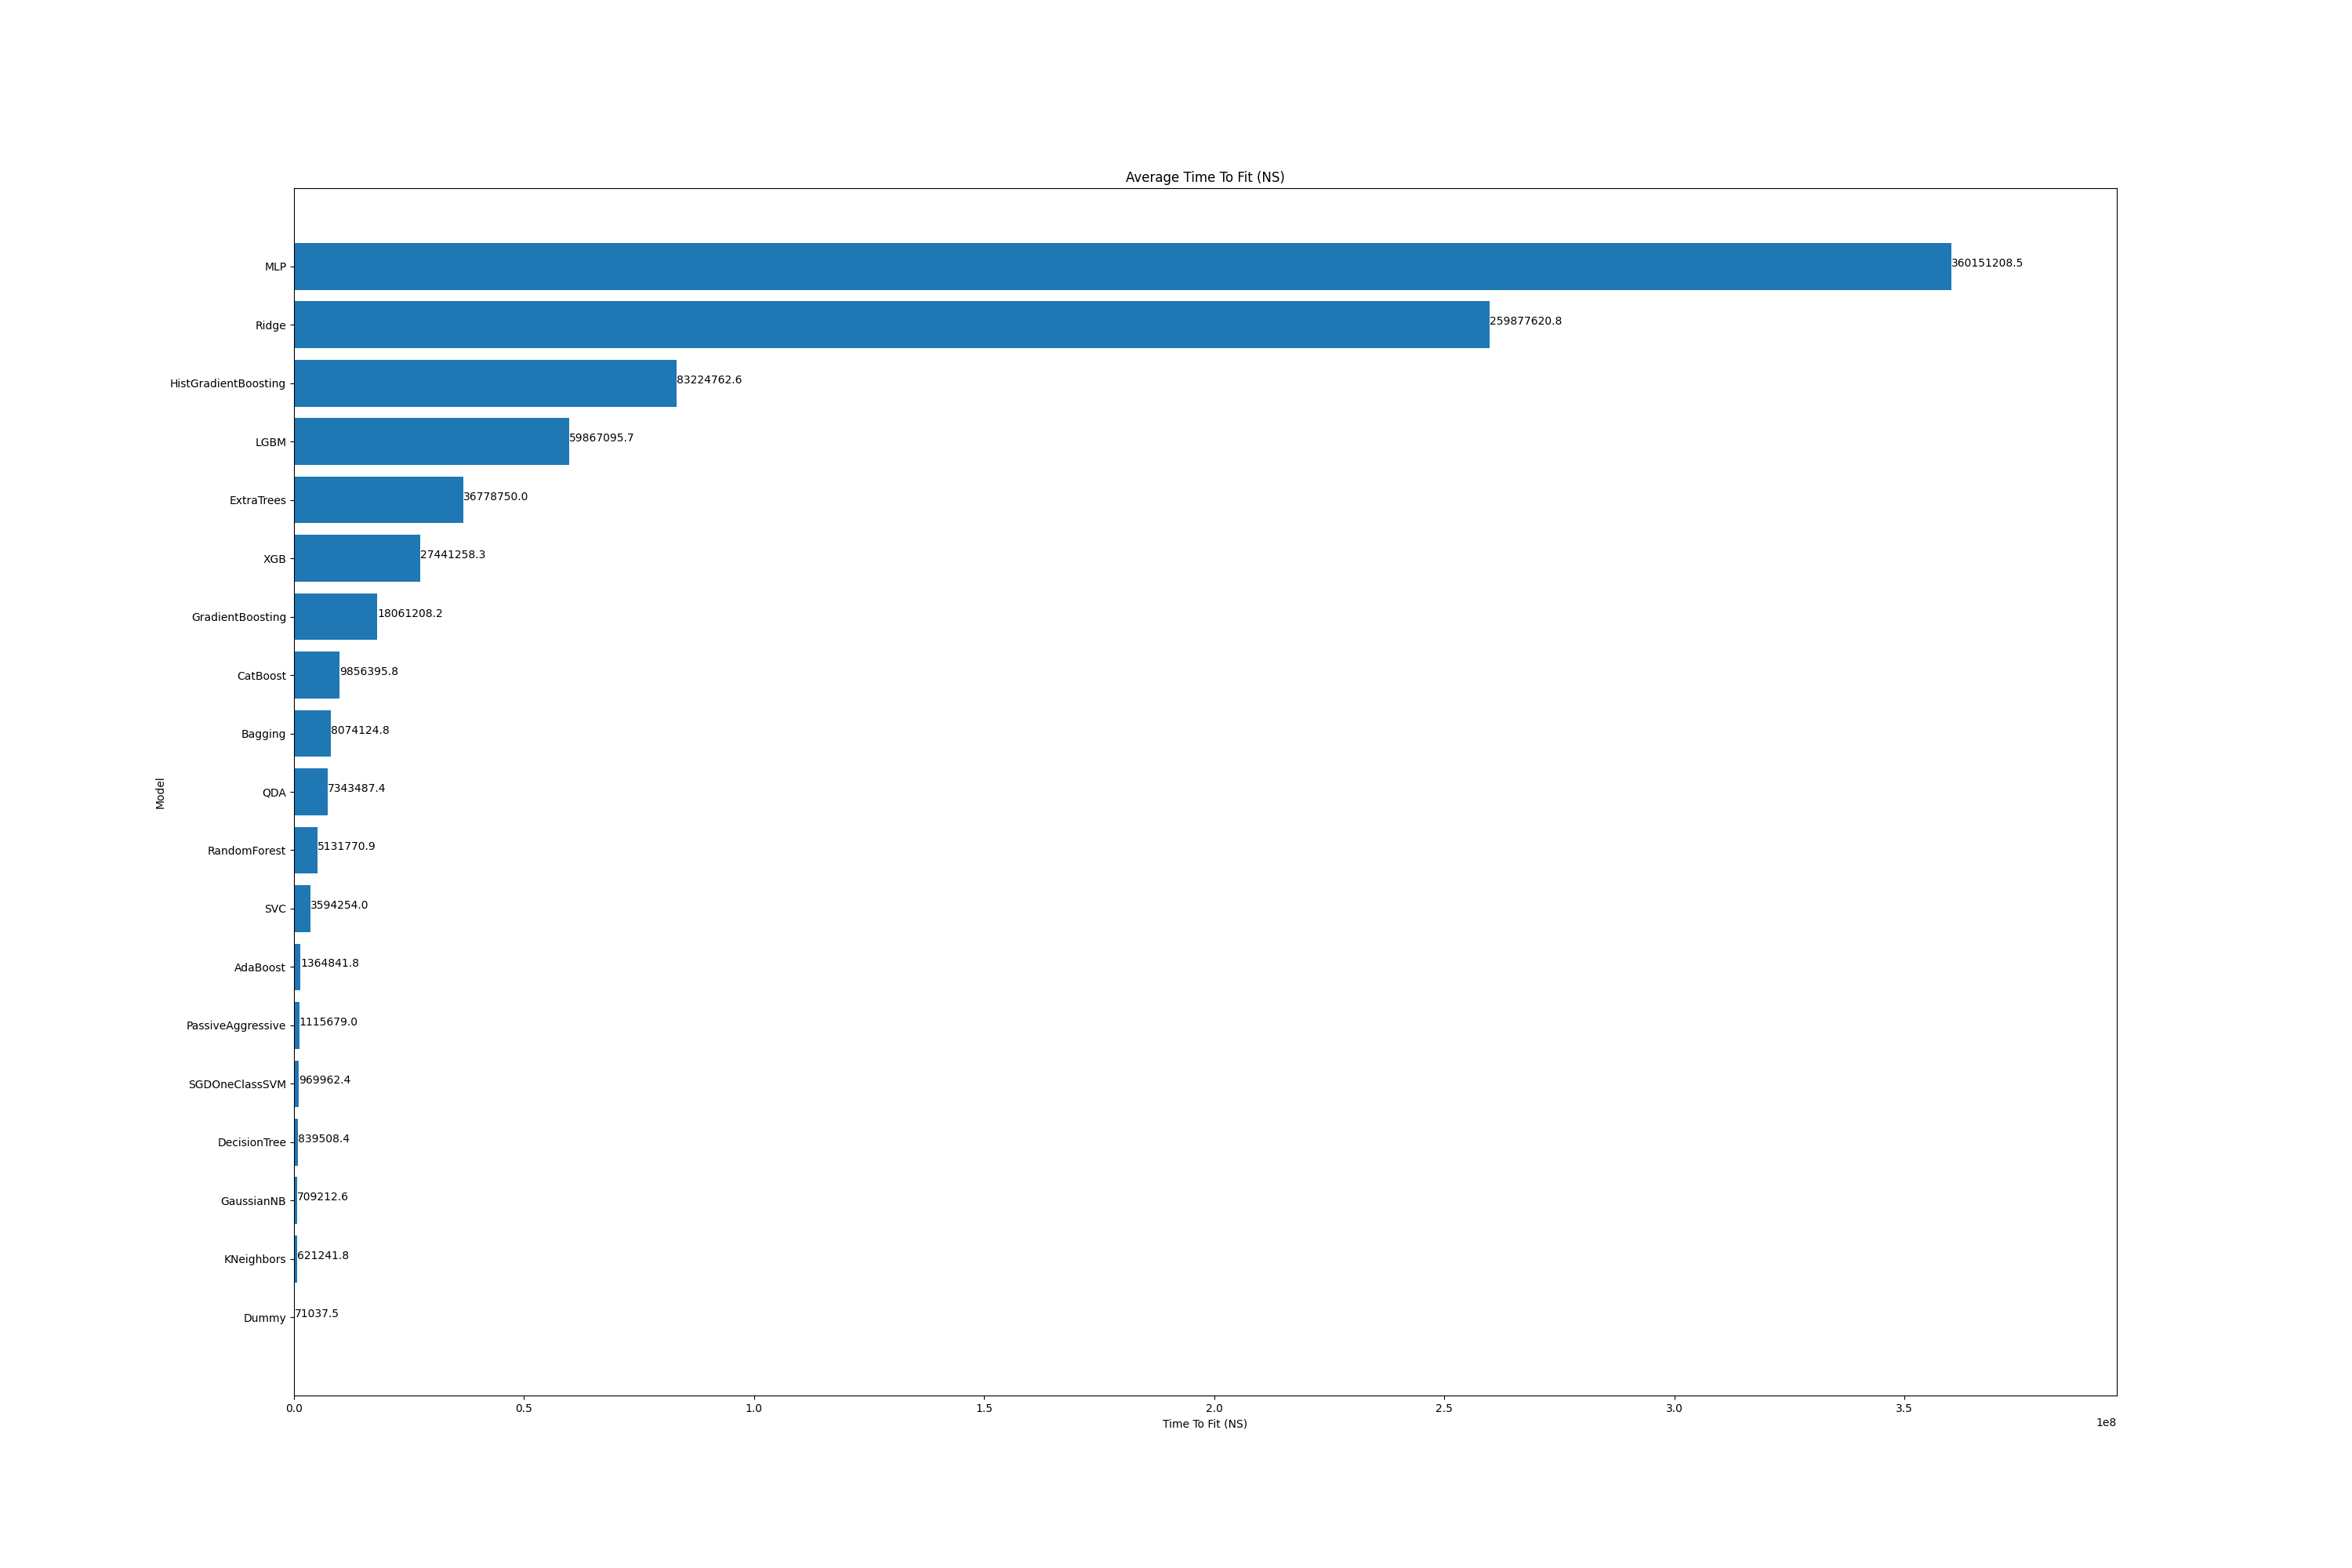 Average Time To Fit (NS)
MLP 360151208.5
Ridge 259877620.8
HistGradientBoosting 83224762.6
LGBM 59867095.7
ExtraTrees 36778750.0
XGB 27441258.3
GradientBoosting 18061208.2
CatBoost 9856395.8
Bagging 8074124.8
QDA 7343487.4
Model
RandomForest 5131770.9
SVC 3594254.0
AdaBoost 1364841.8
PassiveAggressive 1115679.0
SGDOneClassSVM 969962.4
DecisionTree 839508.4
GaussianNB 709212.6
KNeighbors 621241.8
Dummy 71037.5
0.0 0.5 1.0 1.5 2.0 2.5 3.0 3.5
Time To Fit (NS) 1e8